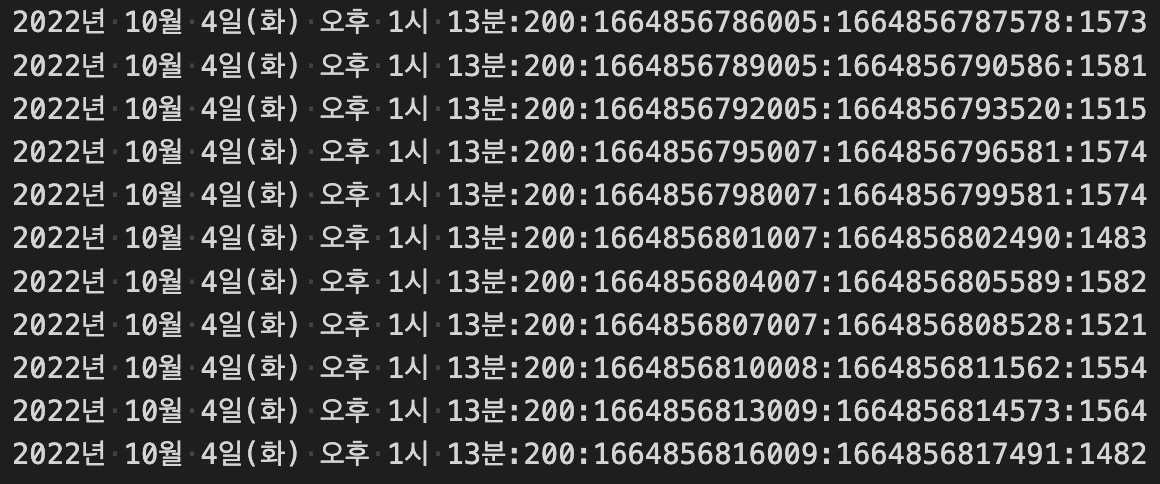 2022년 10월 4일(화) 오후 1시 13분:200:1664856786005:1664856787578:1573
2022년 10월 4일(화) 오후 1시 13분:200:1664856789005:1664856790586:1581
2022년 10월 4일(화) 오후 1시 13분:200:1664856792005:1664856793520:1515
2022년 10월 4일(화) 오후 1시 13분:200:1664856795007:1664856796581:1574
2022년 10월 4일(화) 오후 1시 13분:200:1664856798007:1664856799581:1574
2022년 10월 4일(화) 오후 1시 13분:200:1664856801007:1664856802490:1483
2022년 10월 4일(화) 오후 1시 13분:200:1664856804007:1664856805589:1582
2022년 10월 4일(화) 오후 1시 13분:200:1664856807007:1664856808528:1521
2022년 10월 4일(화) 오후 1시 13분:200:1664856810008:1664856811562:1554
2022년 10월 4일(화) 오후 1시 13분:200:1664856813009:1664856814573:1564
2022년 10월 4일(화) 오후 1시 13분:200:1664856816009:1664856817491:1482